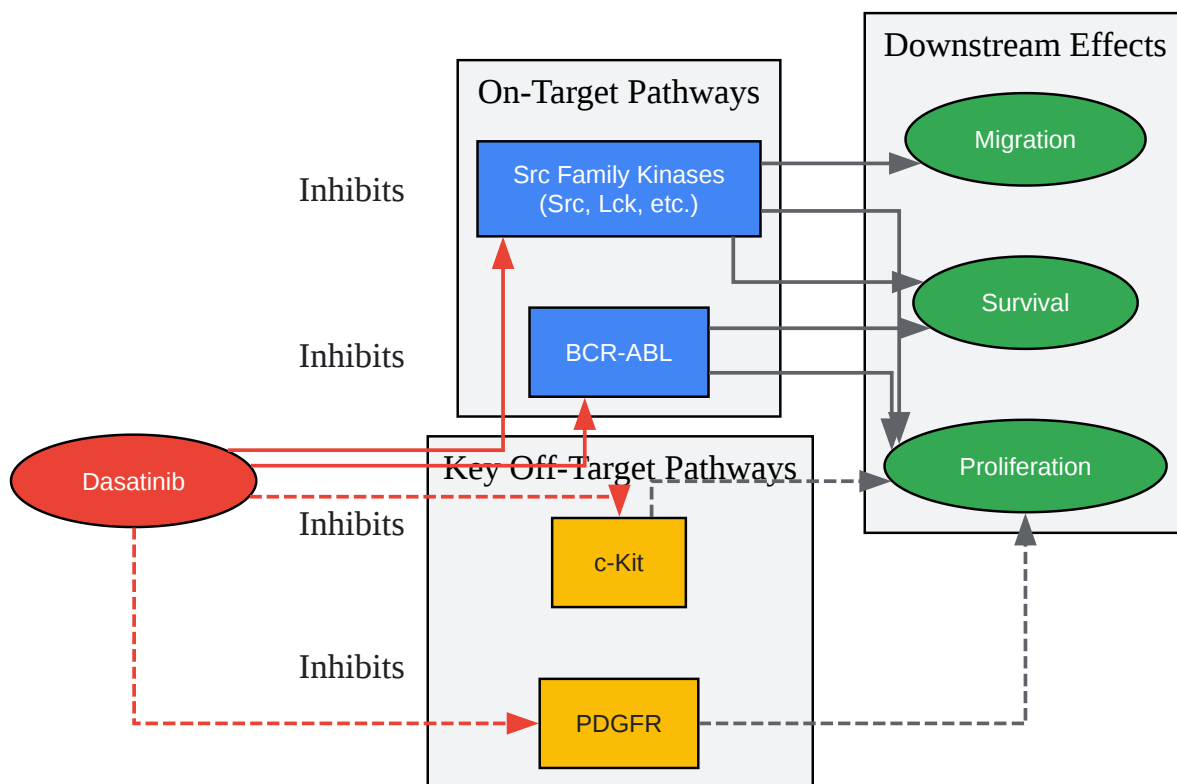 Downstream Effects
On-Target Pathways
Migration
Src Family Kinases
(Src, Lck, etc.)
Inhibits
Survival
Inhibits
BCR-ABL
Key Off-Target Pathways
Proliferation
Dasatinib
Inhibits
c-Kit
Inhibits
PDGFR